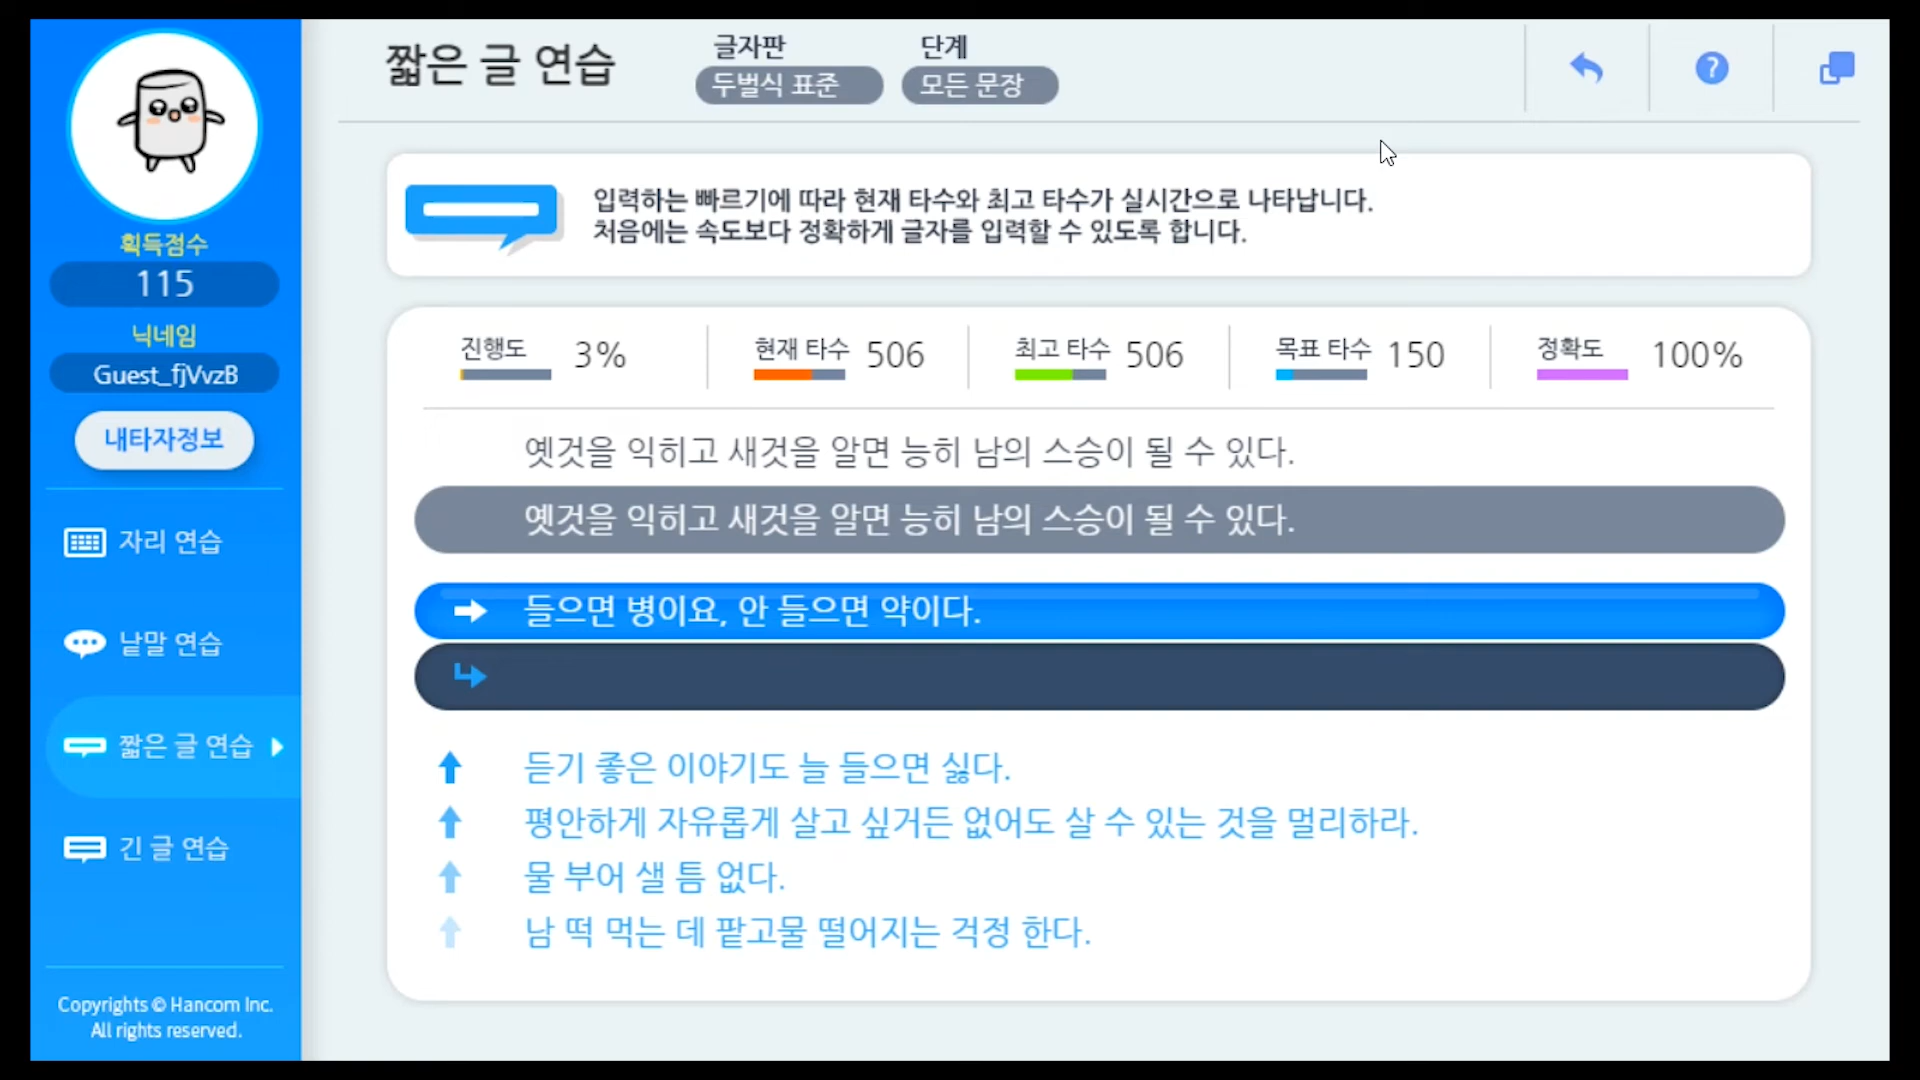 획득점수
115
닉네임
Guest_fjVvzB
내타자정보
자리 연습
낱말 연습
짧은 글 연습
긴 글 연습
Copyrights © Hancom Inc.
All rights reserved.
짧은 글 연습
글자판
두벌식 표준
단계
모든 문장
?
입력하는 빠르기에 따라 현재 타수와 최고 타수가 실시간으로 나타납니다.
처음에는 속도보다 정확하게 글자를 입력할 수 있도록 합니다.
진행도 3%
현재 타수 506
최고 타수 506
목표 타수 150
정확도 100%
옛것을 익히고 새것을 알면 능히 남의 스승이 될 수 있다.
옛것을 익히고 새것을 알면 능히 남의 스승이 될 수 있다.
들으면 병이요, 안 들으면 약이다.
듣기 좋은 이야기도 늘 들으면 싫다.
평안하게 자유롭게 살고 싶거든 없어도 살 수 있는 것을 멀리하라.
물 부어 샐 틈 없다.
남 떡 먹는 데 팥고물 떨어지는 걱정 한다.